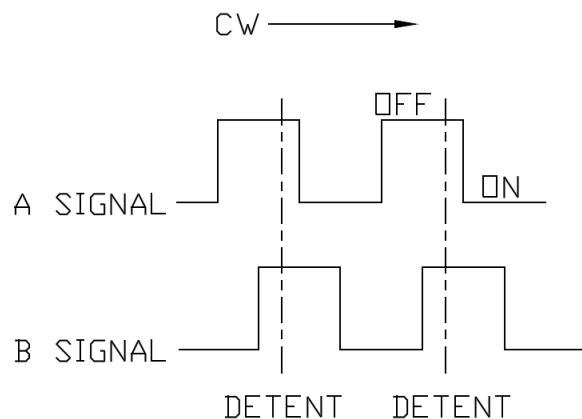 CW
OFF
ON
A SIGNAL
B SIGNAL
DETENT DETENT